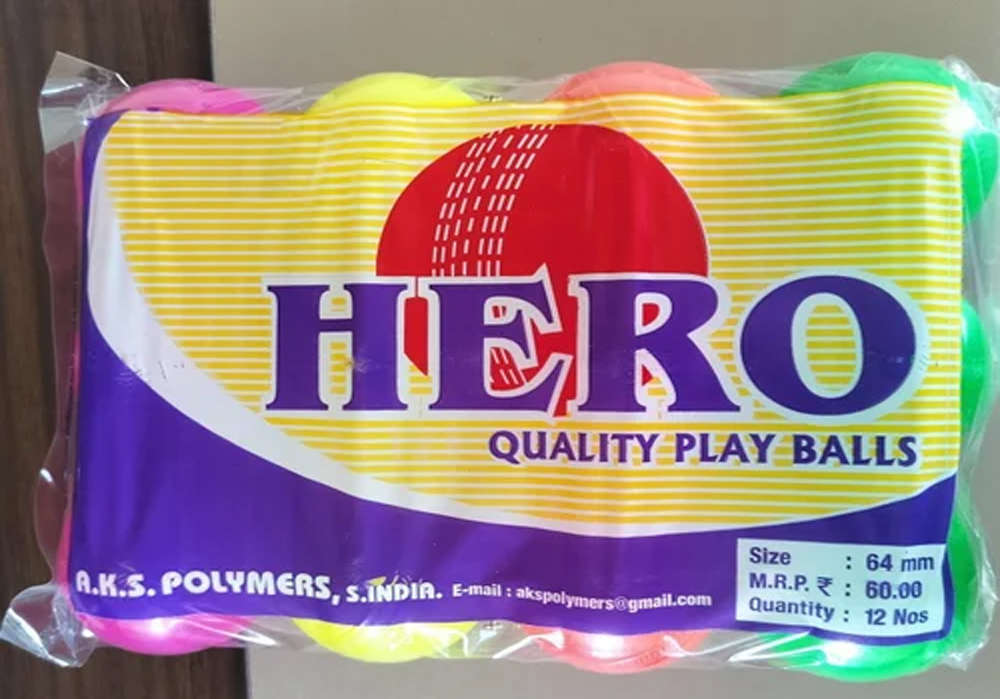 HERO
QUALITY PLAY BALLS
A.K.S. POLYMERS, S.INDIA. E-mail : akspolymers@gmail.com
Size : 64 mm
M.R.P. ₹ : 60.00
Quantity : 12 Nos